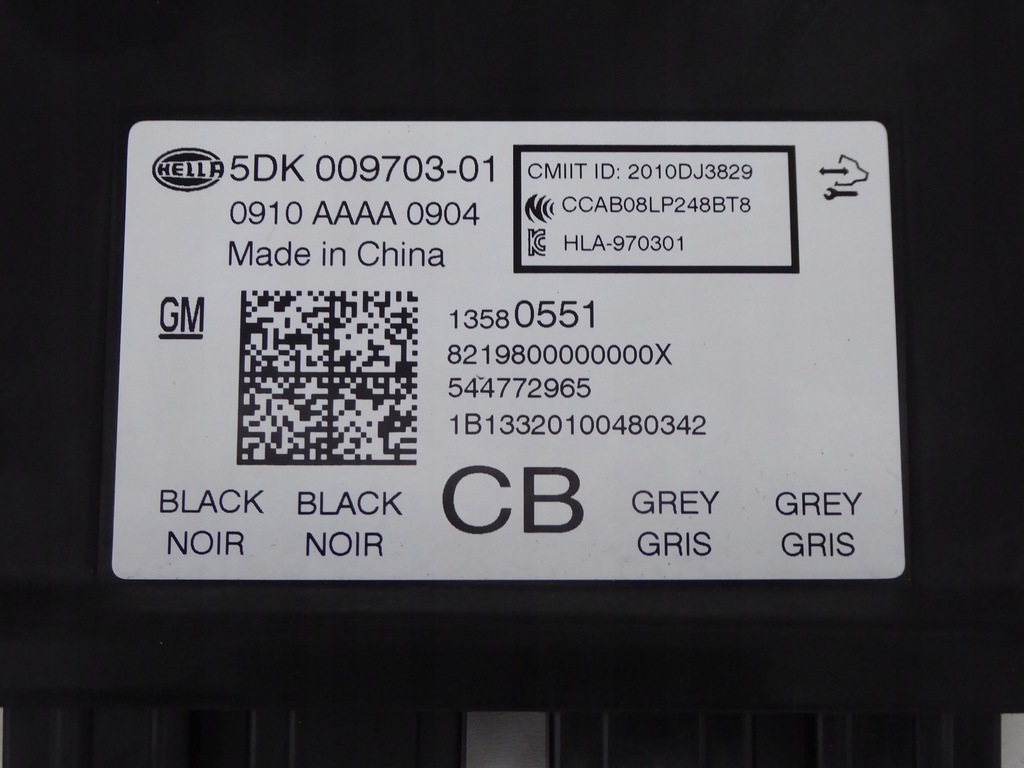 HELLA 5DK 009703-01
0910 AAAA 0904
Made in China
CMIIT ID: 2010DJ3829
CCAB08LP248BT8
HLA-970301
GM
13580551
8219800000000X
544772965
1B13320100480342
CB
BLACK BLACK GREY GREY
NOIR NOIR GRIS GRIS